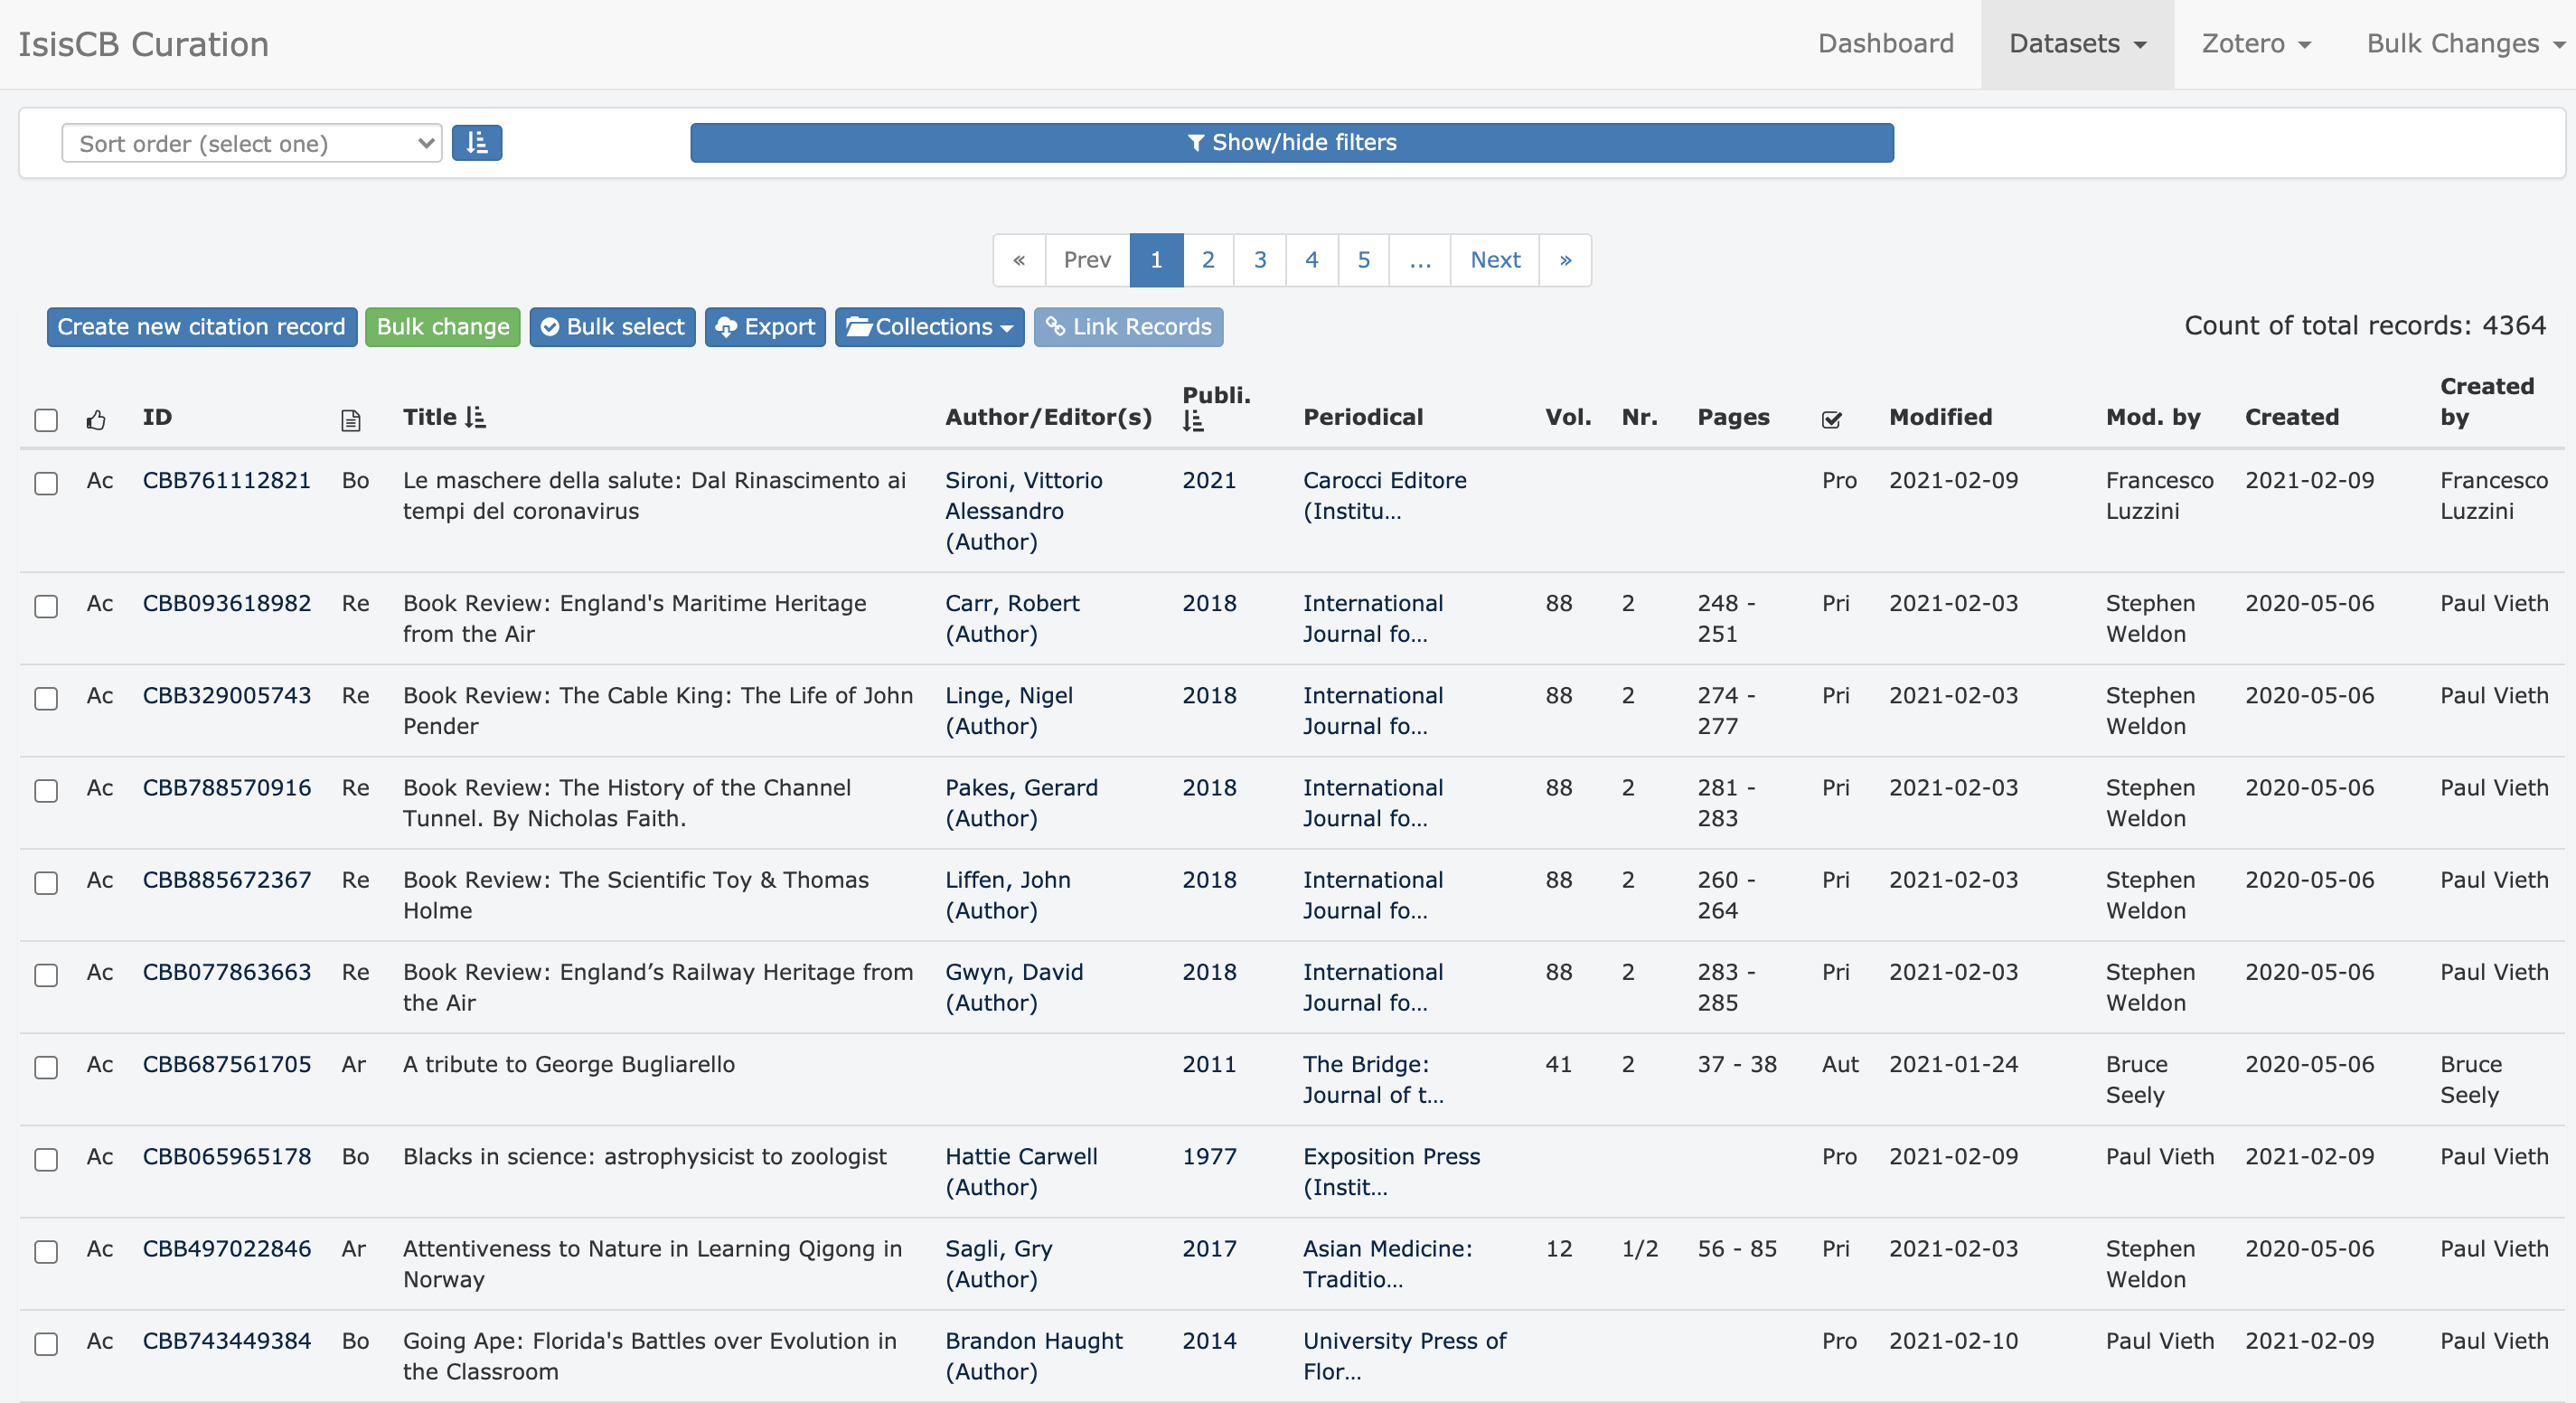 IsisCB Curation
Dashboard Datasets Zotero Bulk Changes
Sort order (select one) Show/hide filters
« Prev 1 2 3 4 5 ... Next »
Create new citation record Bulk change Bulk select Export Collections Link Records Count of total records: 4364
ID Title Author/Editor(s) Publi. Periodical Vol. Nr. Pages Modified Mod. by Created Created by
Ac CBB761112821 Bo Le maschere della salute: Dal Rinascimento ai Sironi, Vittorio 2021 Carocci Editore Pro 2021-02-09 Francesco 2021-02-09 Francesco
tempi del coronavirus Alessandro (Institu... Luzzini Luzzini
(Author)
Ac CBB093618982 Re Book Review: England's Maritime Heritage Carr, Robert 2018 International 88 2 248 - Pri 2021-02-03 Stephen 2020-05-06 Paul Vieth
from the Air (Author) Journal fo... 251 Weldon
Ac CBB329005743 Re Book Review: The Cable King: The Life of John Linge, Nigel 2018 International 88 2 274 - Pri 2021-02-03 Stephen 2020-05-06 Paul Vieth
Pender (Author) Journal fo... 277 Weldon
Ac CBB788570916 Re Book Review: The History of the Channel Pakes, Gerard 2018 International 88 2 281 - Pri 2021-02-03 Stephen 2020-05-06 Paul Vieth
Tunnel. By Nicholas Faith. (Author) Journal fo... 283 Weldon
Ac CBB885672367 Re Book Review: The Scientific Toy & Thomas Liffen, John 2018 International 88 2 260 - Pri 2021-02-03 Stephen 2020-05-06 Paul Vieth
Holme (Author) Journal fo... 264 Weldon
Ac CBB077863663 Re Book Review: England’s Railway Heritage from Gwyn, David 2018 International 88 2 283 - Pri 2021-02-03 Stephen 2020-05-06 Paul Vieth
the Air (Author) Journal fo... 285 Weldon
Ac CBB687561705 Ar A tribute to George Bugliarello 2011 The Bridge: 41 2 37 - 38 Aut 2021-01-24 Bruce 2020-05-06 Bruce
Journal of t... Seely Seely
Ac CBB065965178 Bo Blacks in science: astrophysicist to zoologist Hattie Carwell 1977 Exposition Press Pro 2021-02-09 Paul Vieth 2021-02-09 Paul Vieth
(Author) (Instit...
Ac CBB497022846 Ar Attentiveness to Nature in Learning Qigong in Sagli, Gry 2017 Asian Medicine: 12 1/2 56 - 85 Pri 2021-02-03 Stephen 2020-05-06 Paul Vieth
Norway (Author) Traditio... Weldon
Ac CBB743449384 Bo Going Ape: Florida's Battles over Evolution in Brandon Haught 2014 University Press of Pro 2021-02-10 Paul Vieth 2021-02-09 Paul Vieth
the Classroom (Author) Flor...